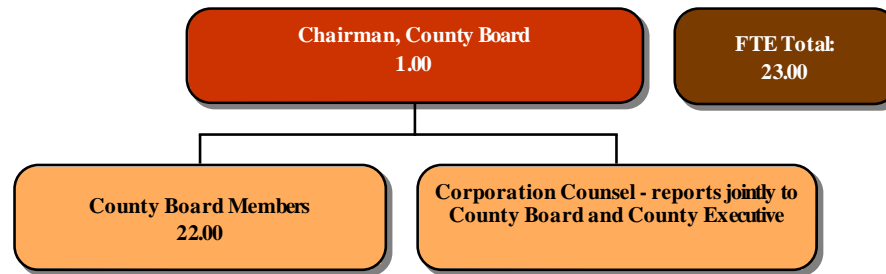 Chairman, County Board
1.00
FTE Total:
23.00
County Board Members
22.00
Corporation Counsel - reports jointly to
County Board and County Executive